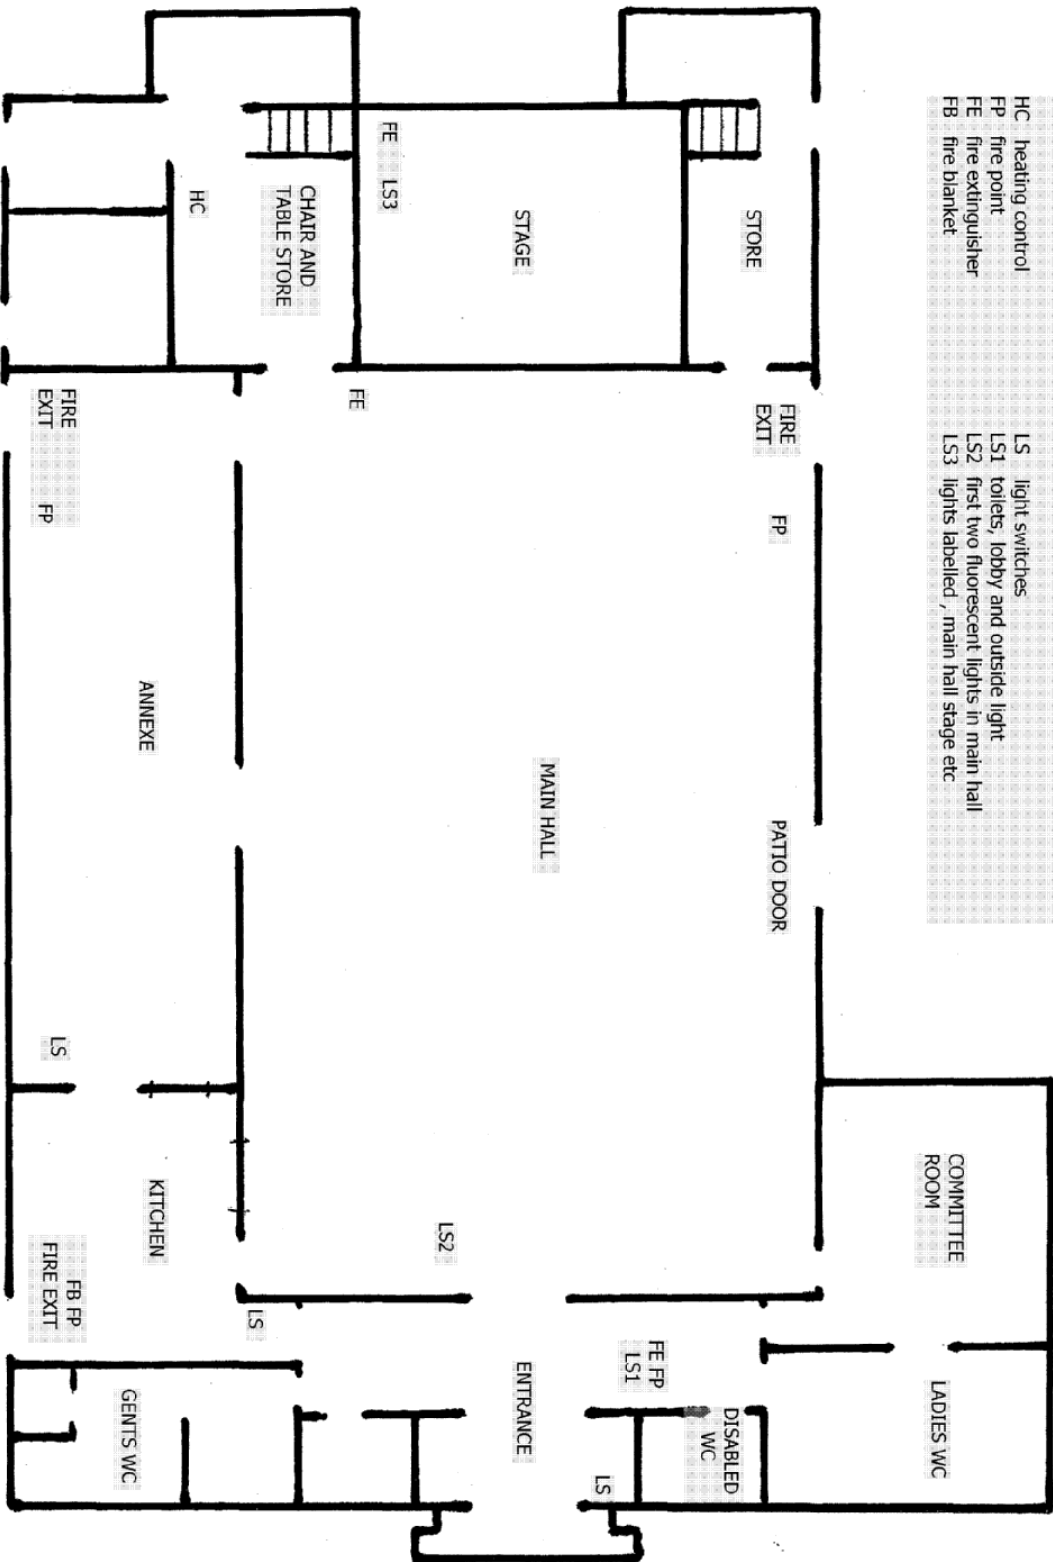 HC heating control
FP fire point
FE fire extinguisher
FB fire blanket
LS light switches
LS1 toilets, lobby and outside light
LS2 first two fluorescent lights in main hall
LS3 lights labelled , main hall stage etc
STORE
STAGE
FE LS3
CHAIR AND
TABLE STORE
HC
FIRE
EXIT
FP
FE
FIRE
EXIT
FP
PATIO DOOR
MAIN HALL
ANNEXE
LS
COMMITTEE
ROOM
LS2
KITCHEN
FB FP
FIRE EXIT
LS
FE FP
LS1
ENTRANCE
LADIES WC
DISABLED
WC
GENTS WC
LS